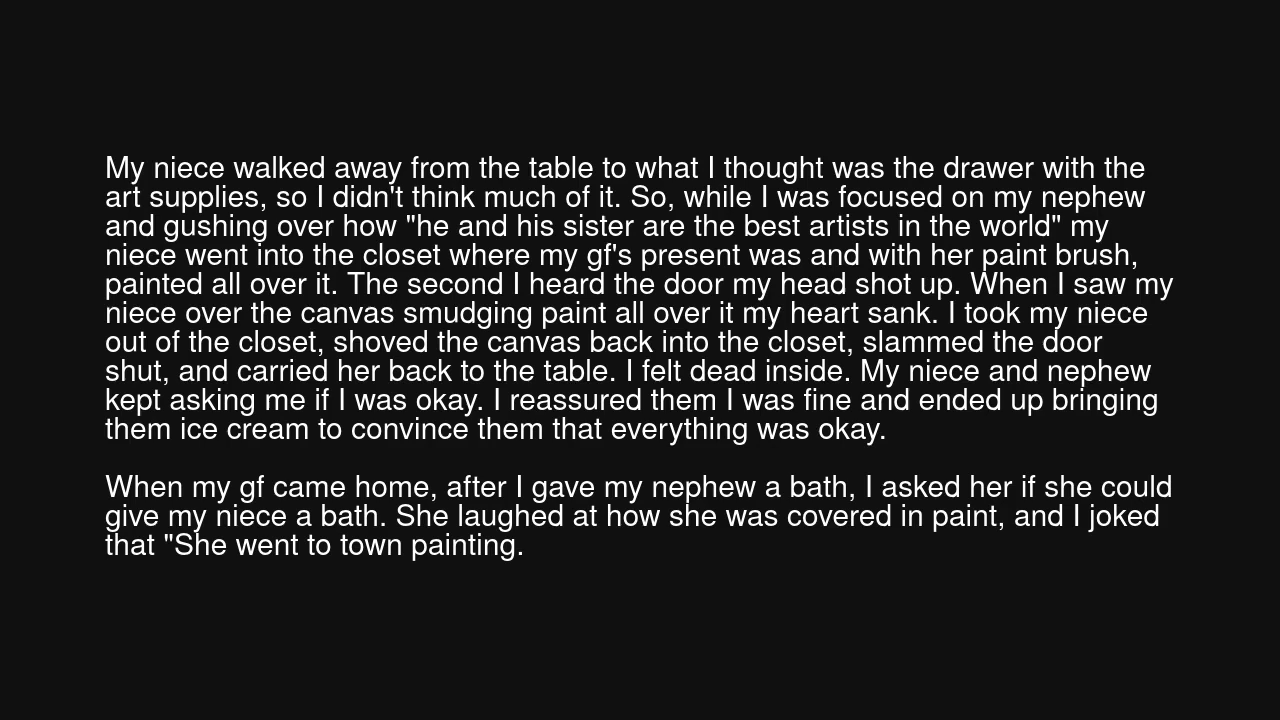 My niece walked away from the table to what I thought was the drawer with the
art supplies, so I didn't think much of it. So, while I was focused on my nephew
and gushing over how "he and his sister are the best artists in the world" my
niece went into the closet where my gf's present was and with her paint brush,
painted all over it. The second I heard the door my head shot up. When I saw my
niece over the canvas smudging paint all over it my heart sank. I took my niece
out of the closet, shoved the canvas back into the closet, slammed the door
shut, and carried her back to the table. I felt dead inside. My niece and nephew
kept asking me if I was okay. I reassured them I was fine and ended up bringing
them ice cream to convince them that everything was okay.

When my gf came home, after I gave my nephew a bath, I asked her if she could
give my niece a bath. She laughed at how she was covered in paint, and I joked
that "She went to town painting.